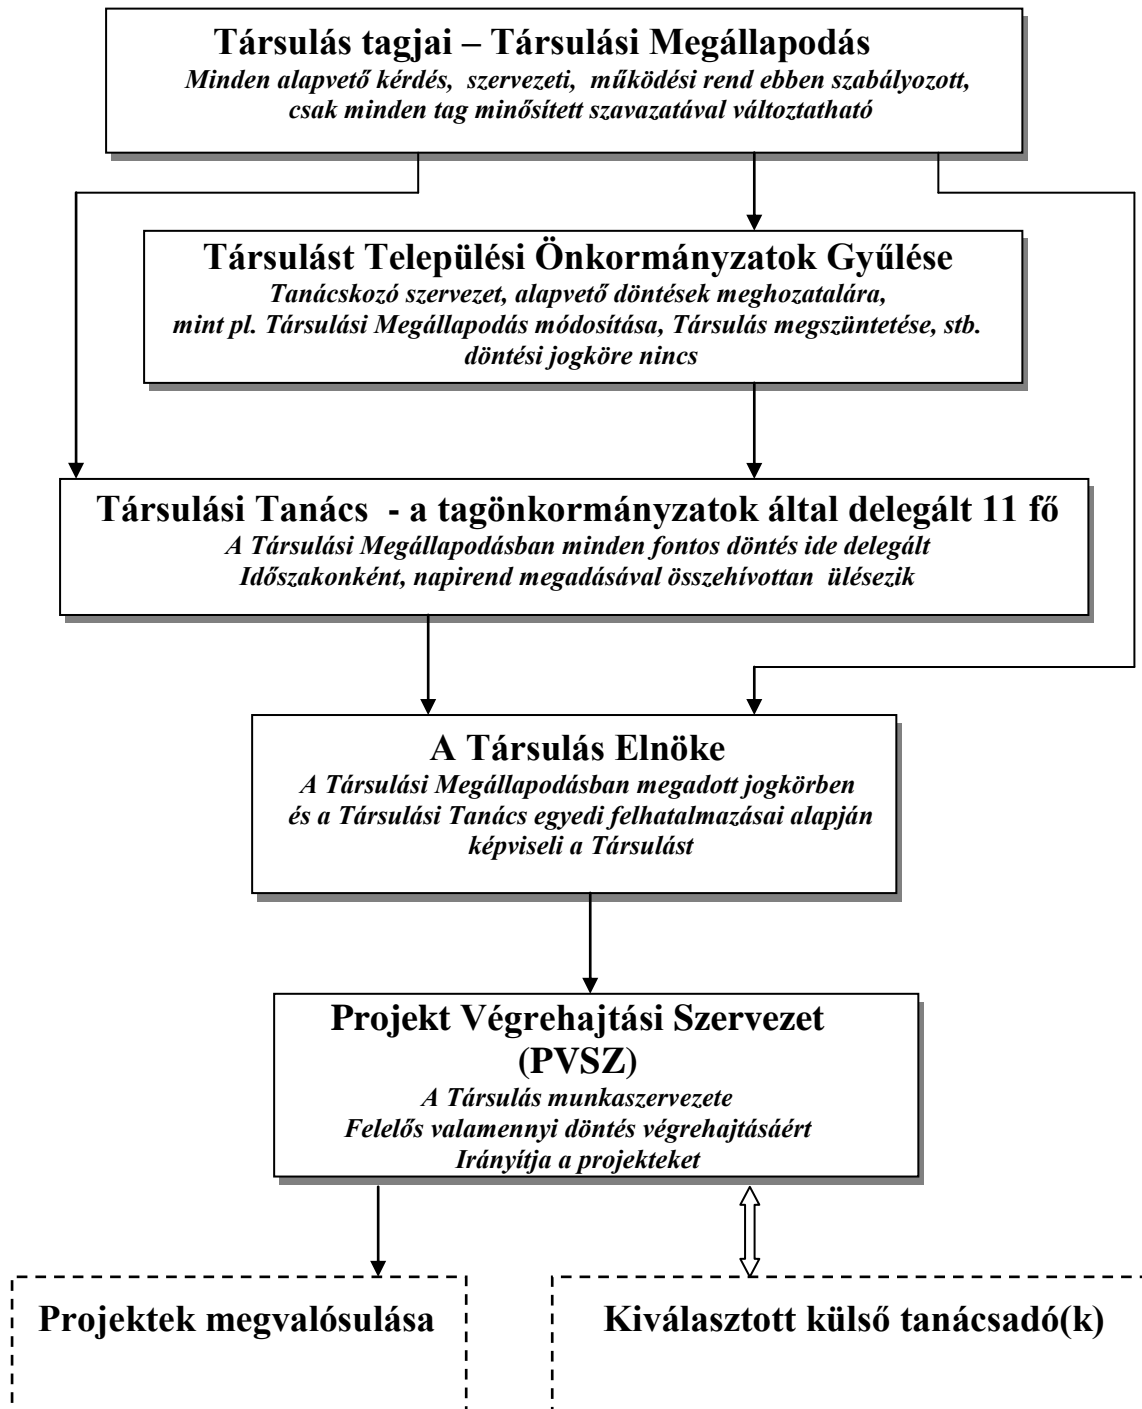 Társulás tagjai – Társulási Megállapodás
Minden alapvető kérdés, szervezeti, működési rend ebben szabályozott,
csak minden tag minősített szavazatával változtatható
Társulást Települési Önkormányzatok Gyűlése
Tanácskozó szervezet, alapvető döntések meghozatalára,
mint pl. Társulási Megállapodás módosítása, Társulás megszüntetése, stb.
döntési jogköre nincs
Társulási Tanács - a tagönkormányzatok által delegált 11 fő
A Társulási Megállapodásban minden fontos döntés ide delegált
Időszakonként, napirend megadásával összehívottan ülésezik
A Társulás Elnöke
A Társulási Megállapodásban megadott jogkörben
és a Társulási Tanács egyedi felhatalmazásai alapján
képviseli a Társulást
Projekt Végrehajtási Szervezet
(PVSZ)
A Társulás munkaszervezete
Felelős valamennyi döntés végrehajtásáért
Irányítja a projekteket
Projektek megvalósulása
Kiválasztott külső tanácsadó(k)